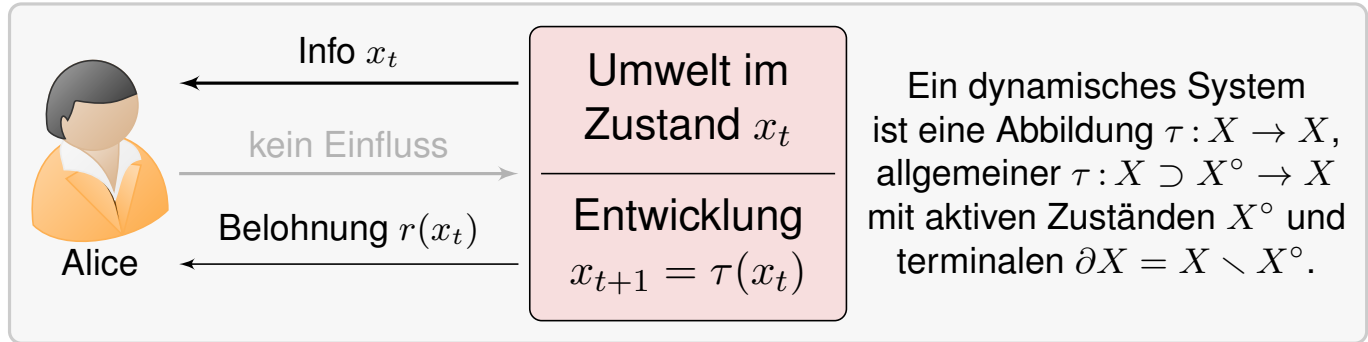 Info $x_t$
kein Einfluss
Belohnung $r(x_t)$
Alice
Umwelt im
Zustand $x_t$
Entwicklung
$x_{t+1} = \tau(x_t)$
Ein dynamisches System
ist eine Abbildung $\tau : X \to X$,
allgemeiner $\tau : X \supset X^\circ \to X$
mit aktiven Zuständen $X^\circ$ und
terminalen $\partial X = X \smallsetminus X^\circ$.